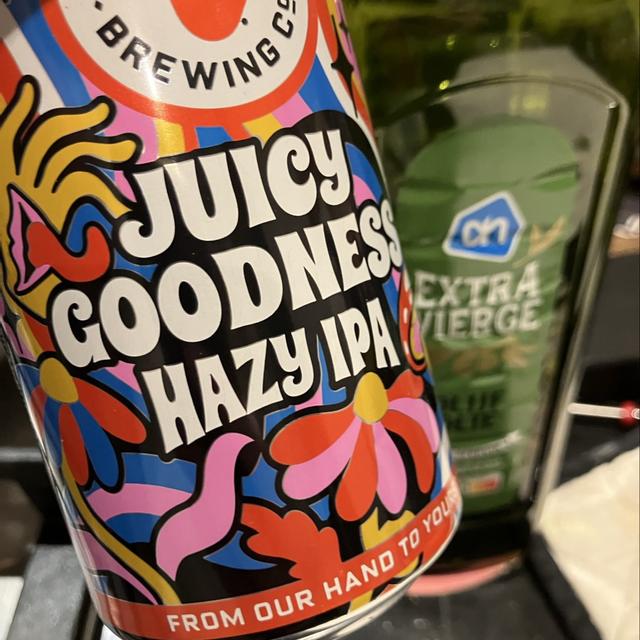 BREWING CO
JUICY
GOODNESS
HAZY IPA
FROM OUR HAND TO YOURS
ah
EXTRA
VIERGE